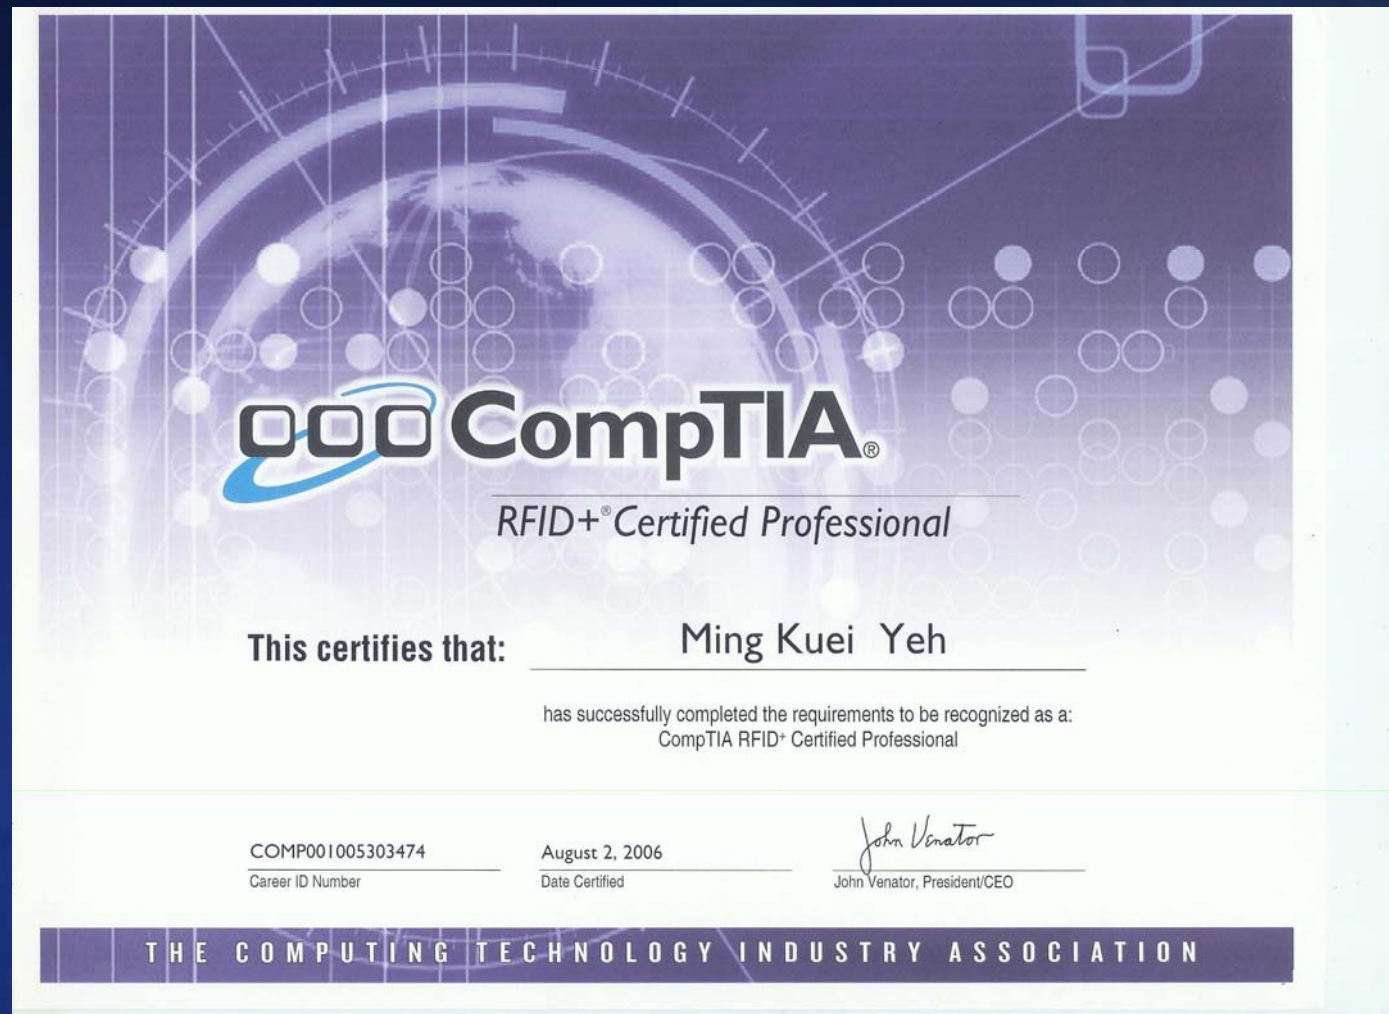 CompTIA®
RFID+® Certified Professional
This certifies that: Ming Kuei Yeh
has successfully completed the requirements to be recognized as a:
CompTIA RFID+ Certified Professional
John Venator
COMP001005303474 August 2, 2006
Career ID Number Date Certified John Venator, President/CEO
THE COMPUTING TECHNOLOGY INDUSTRY ASSOCIATION